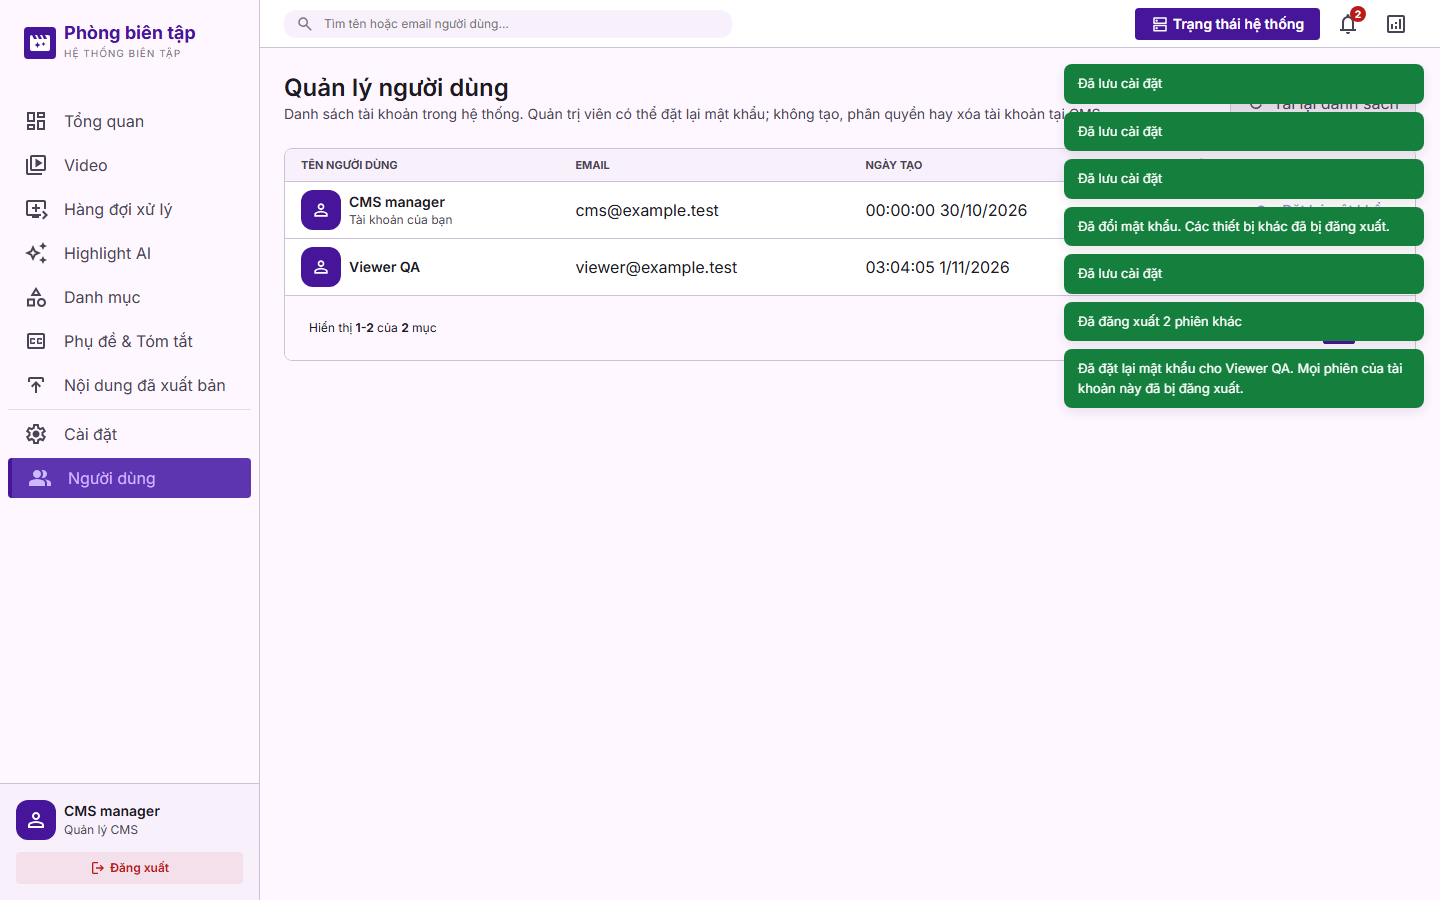 Phòng biên tập
HỆ THỐNG BIÊN TẬP
Tổng quan
Video
Hàng đợi xử lý
Highlight AI
Danh mục
Phụ đề & Tóm tắt
Nội dung đã xuất bản
Cài đặt
Người dùng
CMS manager
Quản lý CMS
Đăng xuất
Tìm tên hoặc email người dùng...
Trạng thái hệ thống
2
Quản lý người dùng
Danh sách tài khoản trong hệ thống. Quản trị viên có thể đặt lại mật khẩu; không tạo, phân quyền hay xóa tài khoản tại CMS
Tải lại danh sách
TÊN NGƯỜI DÙNG EMAIL NGÀY TẠO
CMS manager
Tài khoản của bạn
cms@example.test
00:00:00 30/10/2026
Viewer QA
viewer@example.test
03:04:05 1/11/2026
Hiển thị 1-2 của 2 mục
Đã lưu cài đặt
Đã lưu cài đặt
Đã lưu cài đặt
Đã đổi mật khẩu. Các thiết bị khác đã bị đăng xuất.
Đã lưu cài đặt
Đã đăng xuất 2 phiên khác
Đã đặt lại mật khẩu cho Viewer QA. Mọi phiên của tài
khoản này đã bị đăng xuất.